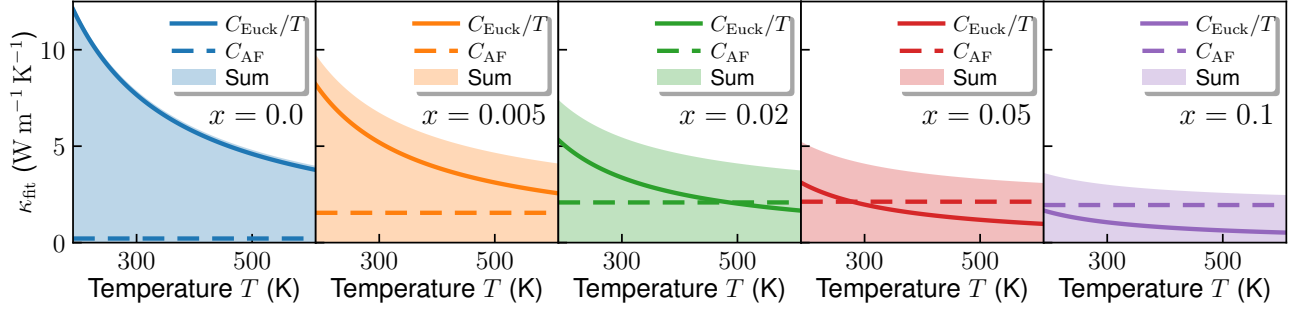 κ_fit (W m⁻¹ K⁻¹)
10
5
0
C_Euck/T
C_AF
Sum
x = 0.0
300
500
Temperature T (K)
C_Euck/T
C_AF
Sum
x = 0.005
300
500
Temperature T (K)
C_Euck/T
C_AF
Sum
x = 0.02
300
500
Temperature T (K)
C_Euck/T
C_AF
Sum
x = 0.05
300
500
Temperature T (K)
C_Euck/T
C_AF
Sum
x = 0.1
300
500
Temperature T (K)